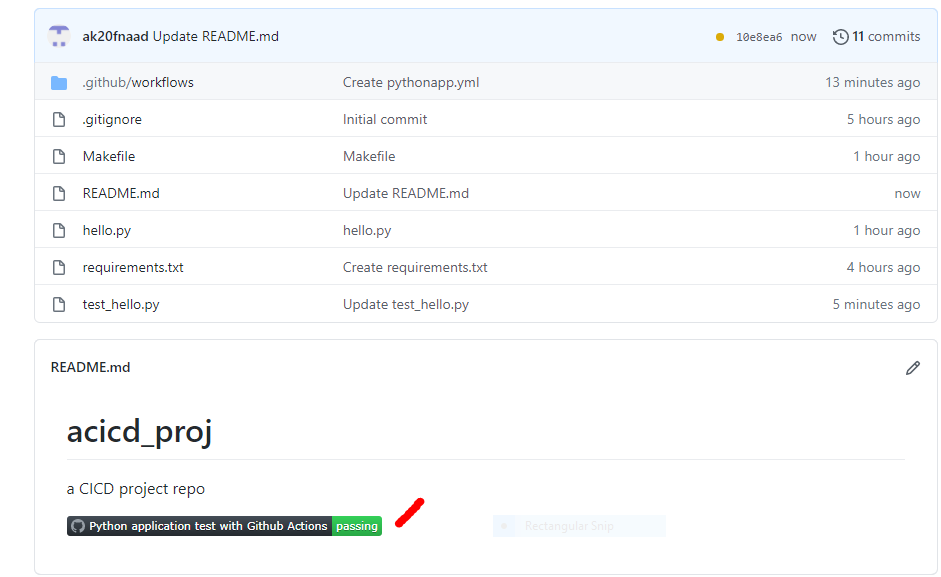 ak20fnaad Update README.md 10e8ea6 now 11 commits
.github/workflows Create pythonapp.yml 13 minutes ago
.gitignore Initial commit 5 hours ago
Makefile Makefile 1 hour ago
README.md Update README.md now
hello.py hello.py 1 hour ago
requirements.txt Create requirements.txt 4 hours ago
test_hello.py Update test_hello.py 5 minutes ago
README.md
acicd_proj
a CICD project repo
Python application test with Github Actions passing
Rectangular Snip